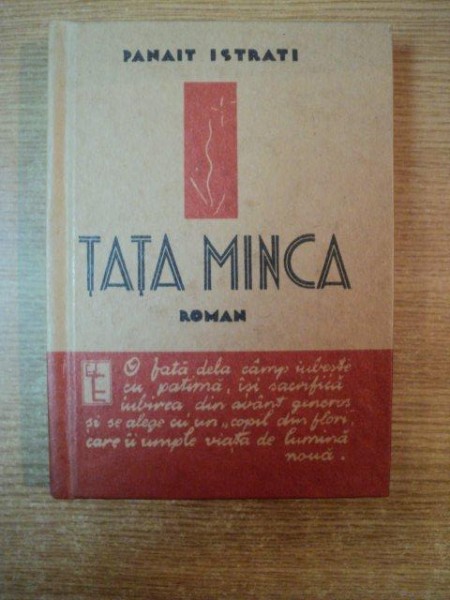 PANAIT ISTRATI
ȚAȚA MINCA
ROMAN
O fată dela câmp iubește
cu patimă, își sacrifică
iubirea din avânt generos
și se alege cu un „copil din flori,
care îi umple viața de lumină
nouă.